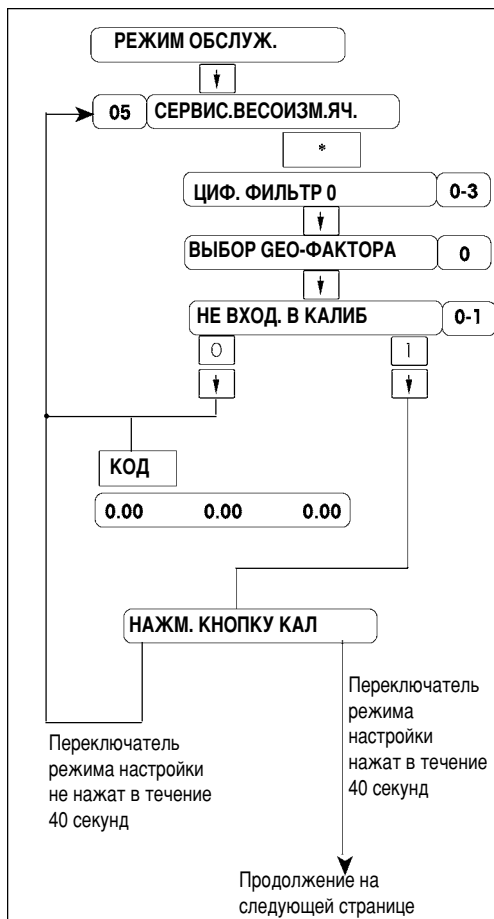 РЕЖИМ ОБСЛУЖ.
05 СЕРВИС.ВЕСОИЗМ.ЯЧ.
*
ЦИФ. ФИЛЬТР 0 0-3
ВЫБОР GEO-ФАКТОРА 0
НЕ ВХОД. В КАЛИБ 0-1
0 1
КОД
0.00 0.00 0.00
НАЖМ. КНОПКУ КАЛ
Переключатель
режима
настройки
нажат в течение
40 секунд
Переключатель
режима настройки
не нажат в течение
40 секунд
Продолжение на
следующей странице